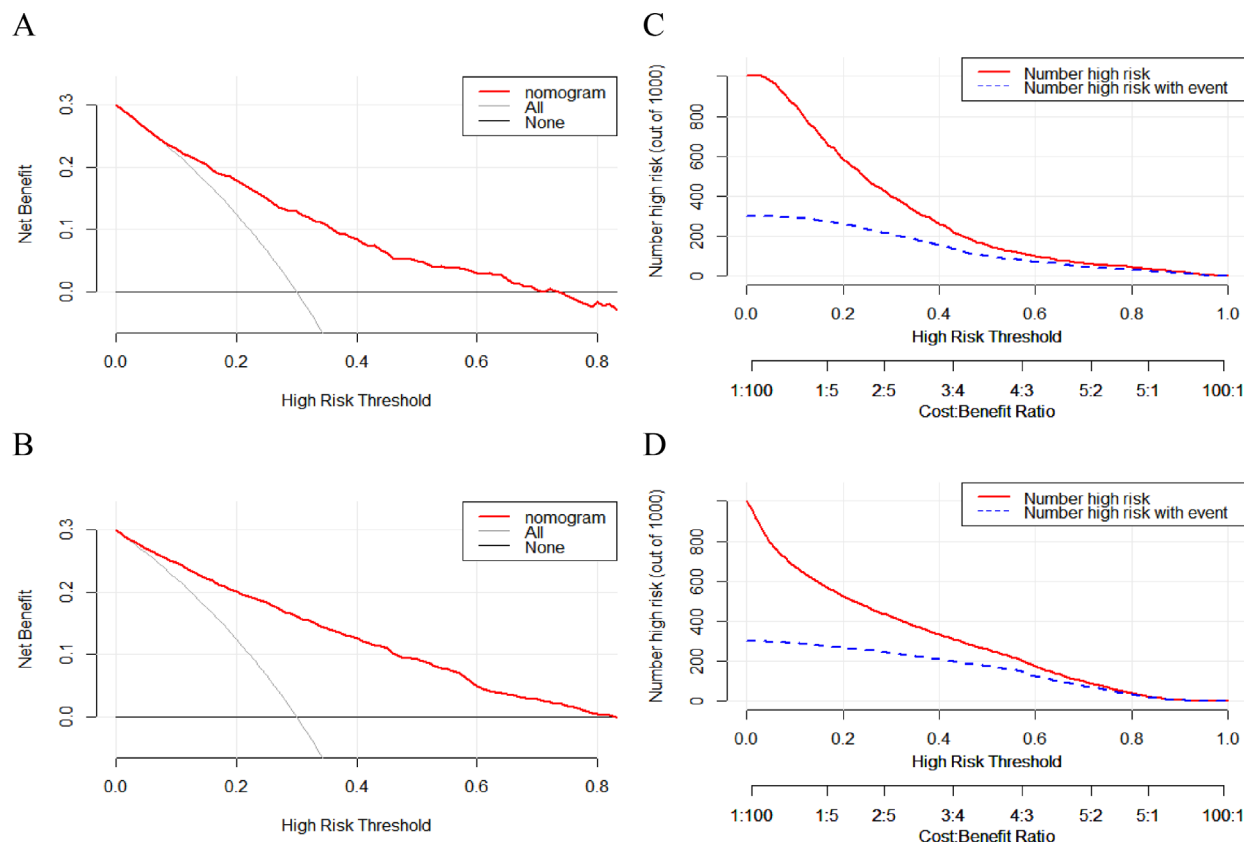 A
nomogram
All
None
Net Benefit
0.3
0.2
0.1
0.0
0.0 0.2 0.4 0.6 0.8
High Risk Threshold
C
Number high risk
Number high risk with event
Number high risk (out of 1000)
800
600
400
200
0
0.0 0.2 0.4 0.6 0.8 1.0
High Risk Threshold
1:100 1:5 2:5 3:4 4:3 5:2 5:1 100:1
Cost:Benefit Ratio
B
nomogram
All
None
Net Benefit
0.3
0.2
0.1
0.0
0.0 0.2 0.4 0.6 0.8
High Risk Threshold
D
Number high risk
Number high risk with event
Number high risk (out of 1000)
800
600
400
200
0
0.0 0.2 0.4 0.6 0.8 1.0
High Risk Threshold
1:100 1:5 2:5 3:4 4:3 5:2 5:1 100:1
Cost:Benefit Ratio